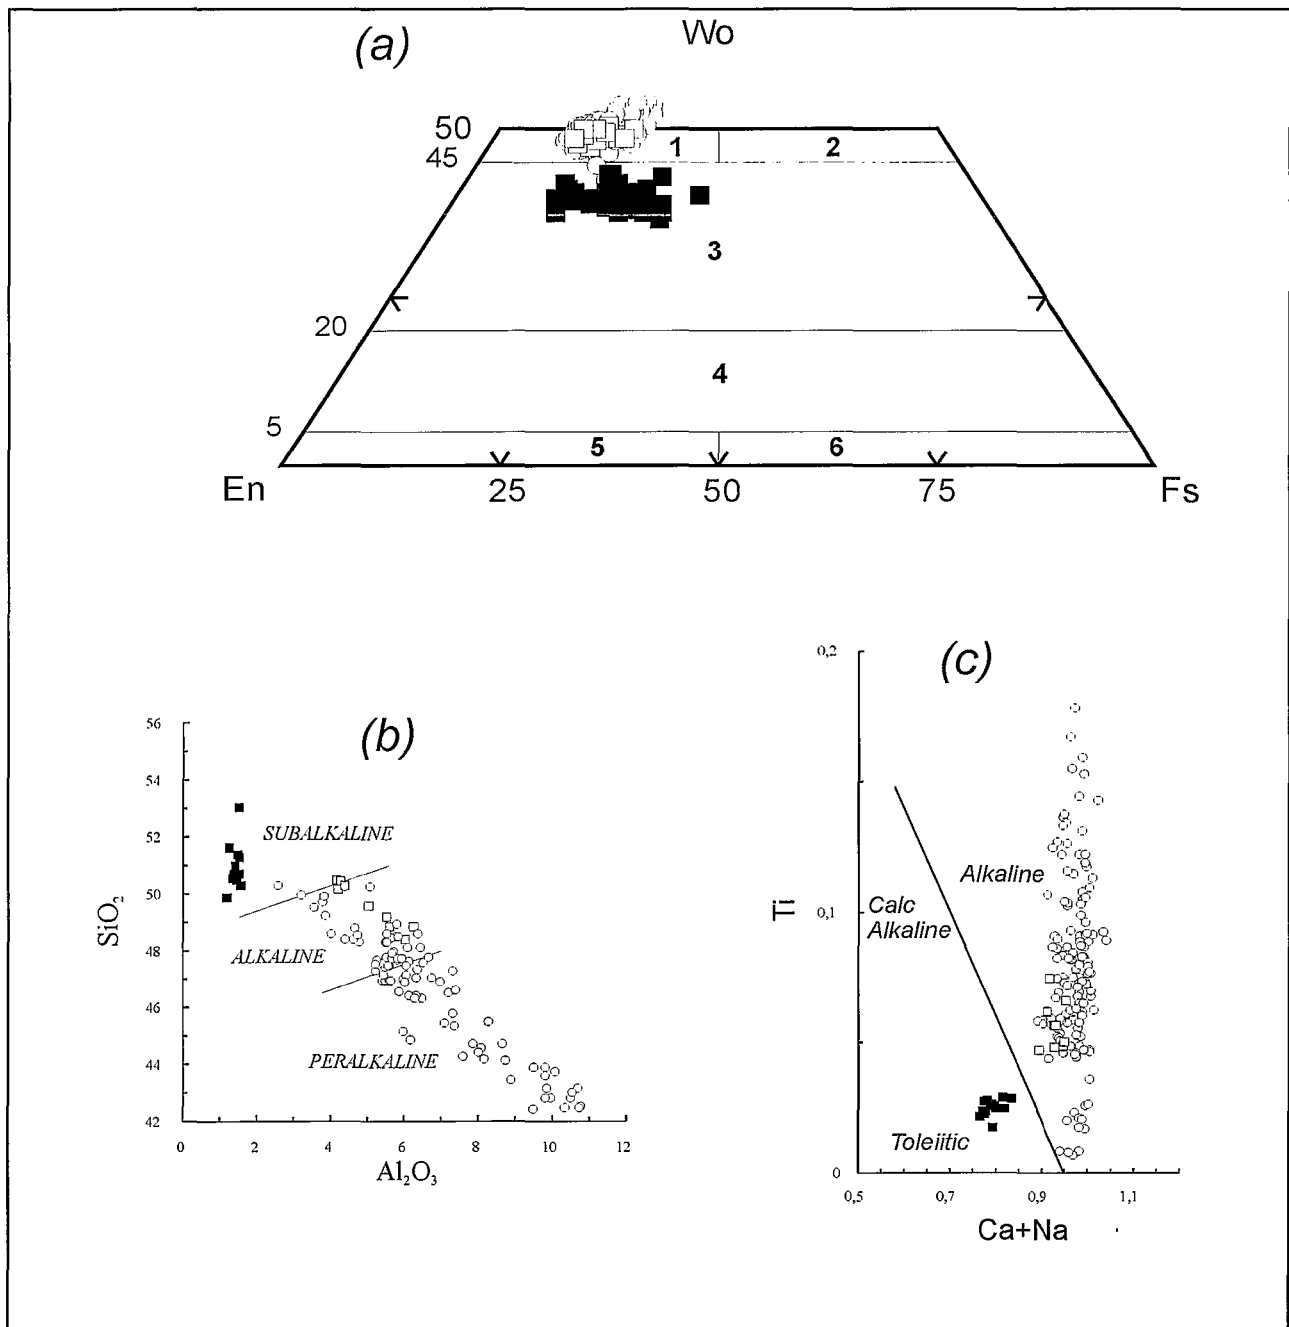 (a)
Wo
50
45
1
2
3
20
4
5
5
6
En
25
50
75
Fs
(b)
56
54
52
50
48
46
44
42
SiO₂
SUBALKALINE
ALKALINE
PERALKALINE
0
2
4
6
8
10
12
Al₂O₃
(c)
0,2
0,1
0
Ti
Alkaline
Calc
Alkaline
Toleiitic
0,5
0,7
0,9
1,1
Ca+Na